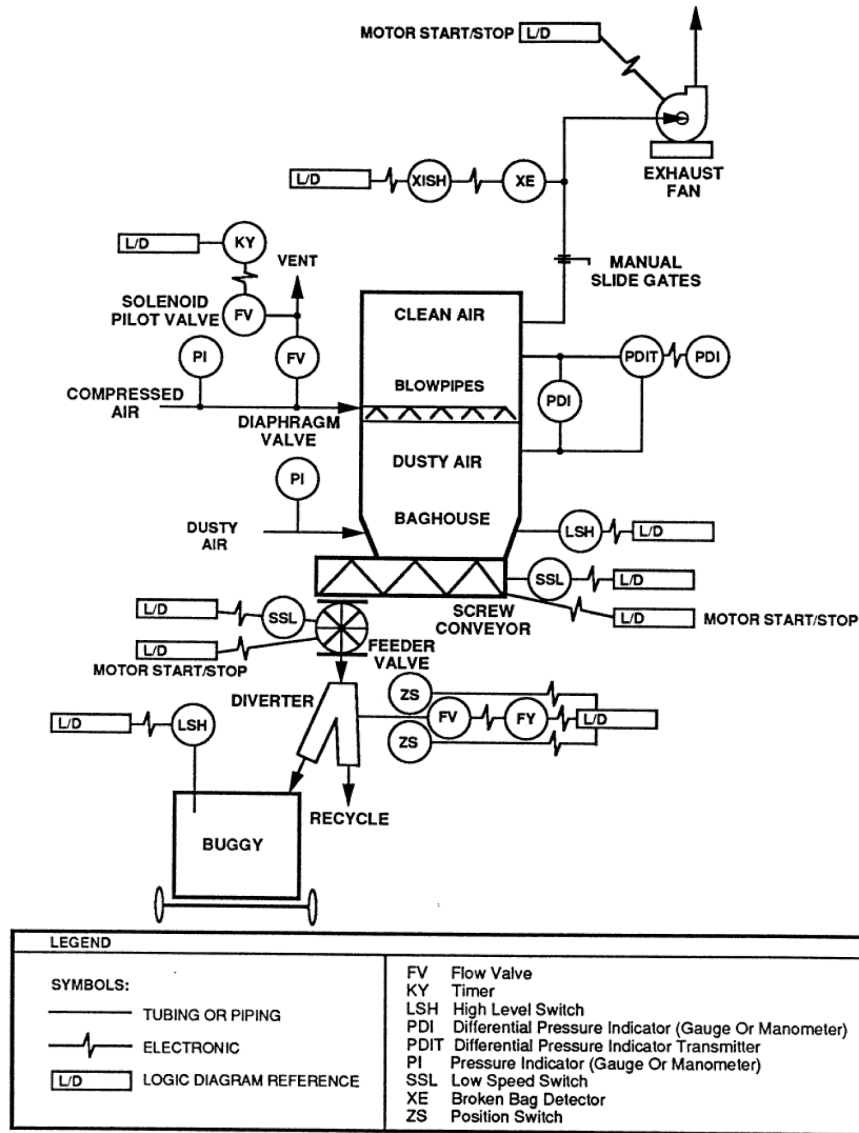 MOTOR START/STOP
L/D
EXHAUST
FAN
L/D
XISH
XE
L/D
KY
VENT
MANUAL
SLIDE GATES
SOLENOID
PILOT VALVE
FV
CLEAN AIR
PI
FV
PDIT
PDI
COMPRESSED
AIR
BLOWPIPES
PDI
DIAPHRAGM
VALVE
DUSTY AIR
PI
DUSTY
AIR
BAGHOUSE
LSH
L/D
SSL
L/D
L/D
SSL
SCREW
CONVEYOR
L/D
MOTOR START/STOP
L/D
MOTOR START/STOP
FEEDER
VALVE
DIVERTER
ZS
L/D
LSH
FV
FY
L/D
ZS
RECYCLE
BUGGY
LEGEND
SYMBOLS:
TUBING OR PIPING
ELECTRONIC
L/D LOGIC DIAGRAM REFERENCE
FV Flow Valve
KY Timer
LSH High Level Switch
PDI Differential Pressure Indicator (Gauge Or Manometer)
PDIT Differential Pressure Indicator Transmitter
PI Pressure Indicator (Gauge Or Manometer)
SSL Low Speed Switch
XE Broken Bag Detector
ZS Position Switch